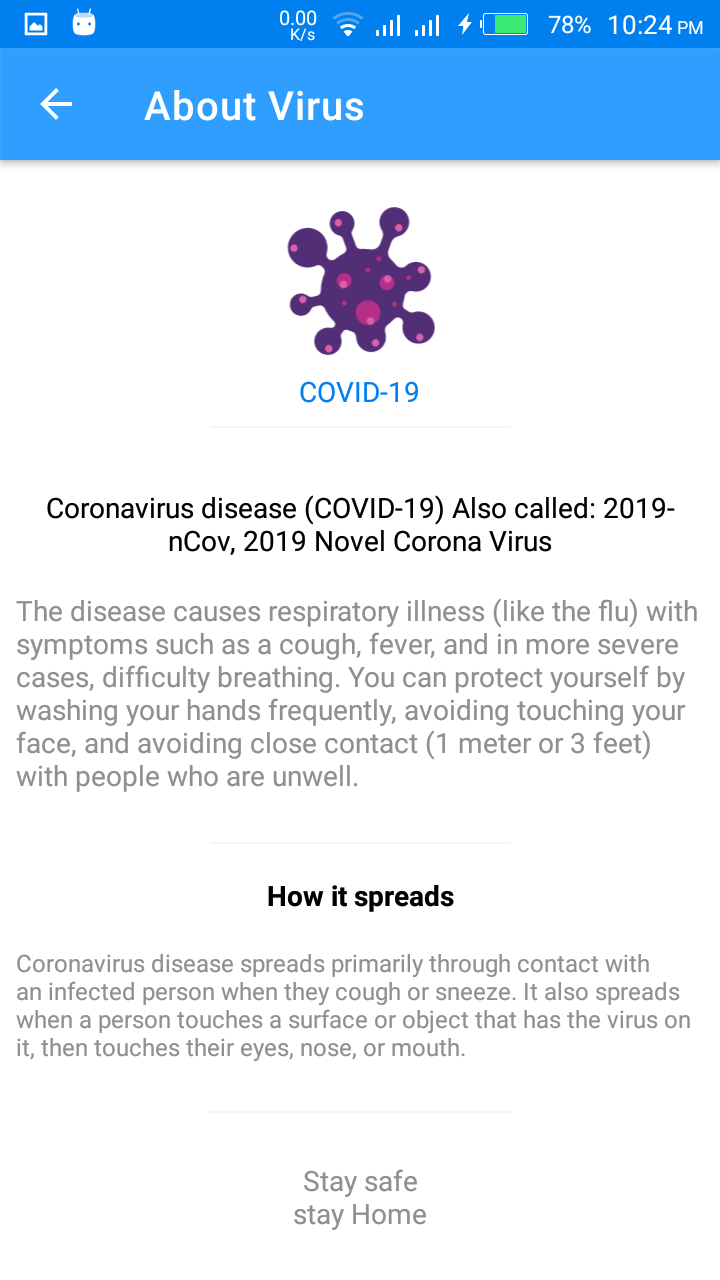 0.00
K/s
78%
10:24 PM
About Virus
COVID-19
Coronavirus disease (COVID-19) Also called: 2019-
nCov, 2019 Novel Corona Virus
The disease causes respiratory illness (like the flu) with
symptoms such as a cough, fever, and in more severe
cases, difficulty breathing. You can protect yourself by
washing your hands frequently, avoiding touching your
face, and avoiding close contact (1 meter or 3 feet)
with people who are unwell.
How it spreads
Coronavirus disease spreads primarily through contact with
an infected person when they cough or sneeze. It also spreads
when a person touches a surface or object that has the virus on
it, then touches their eyes, nose, or mouth.
Stay safe
stay Home